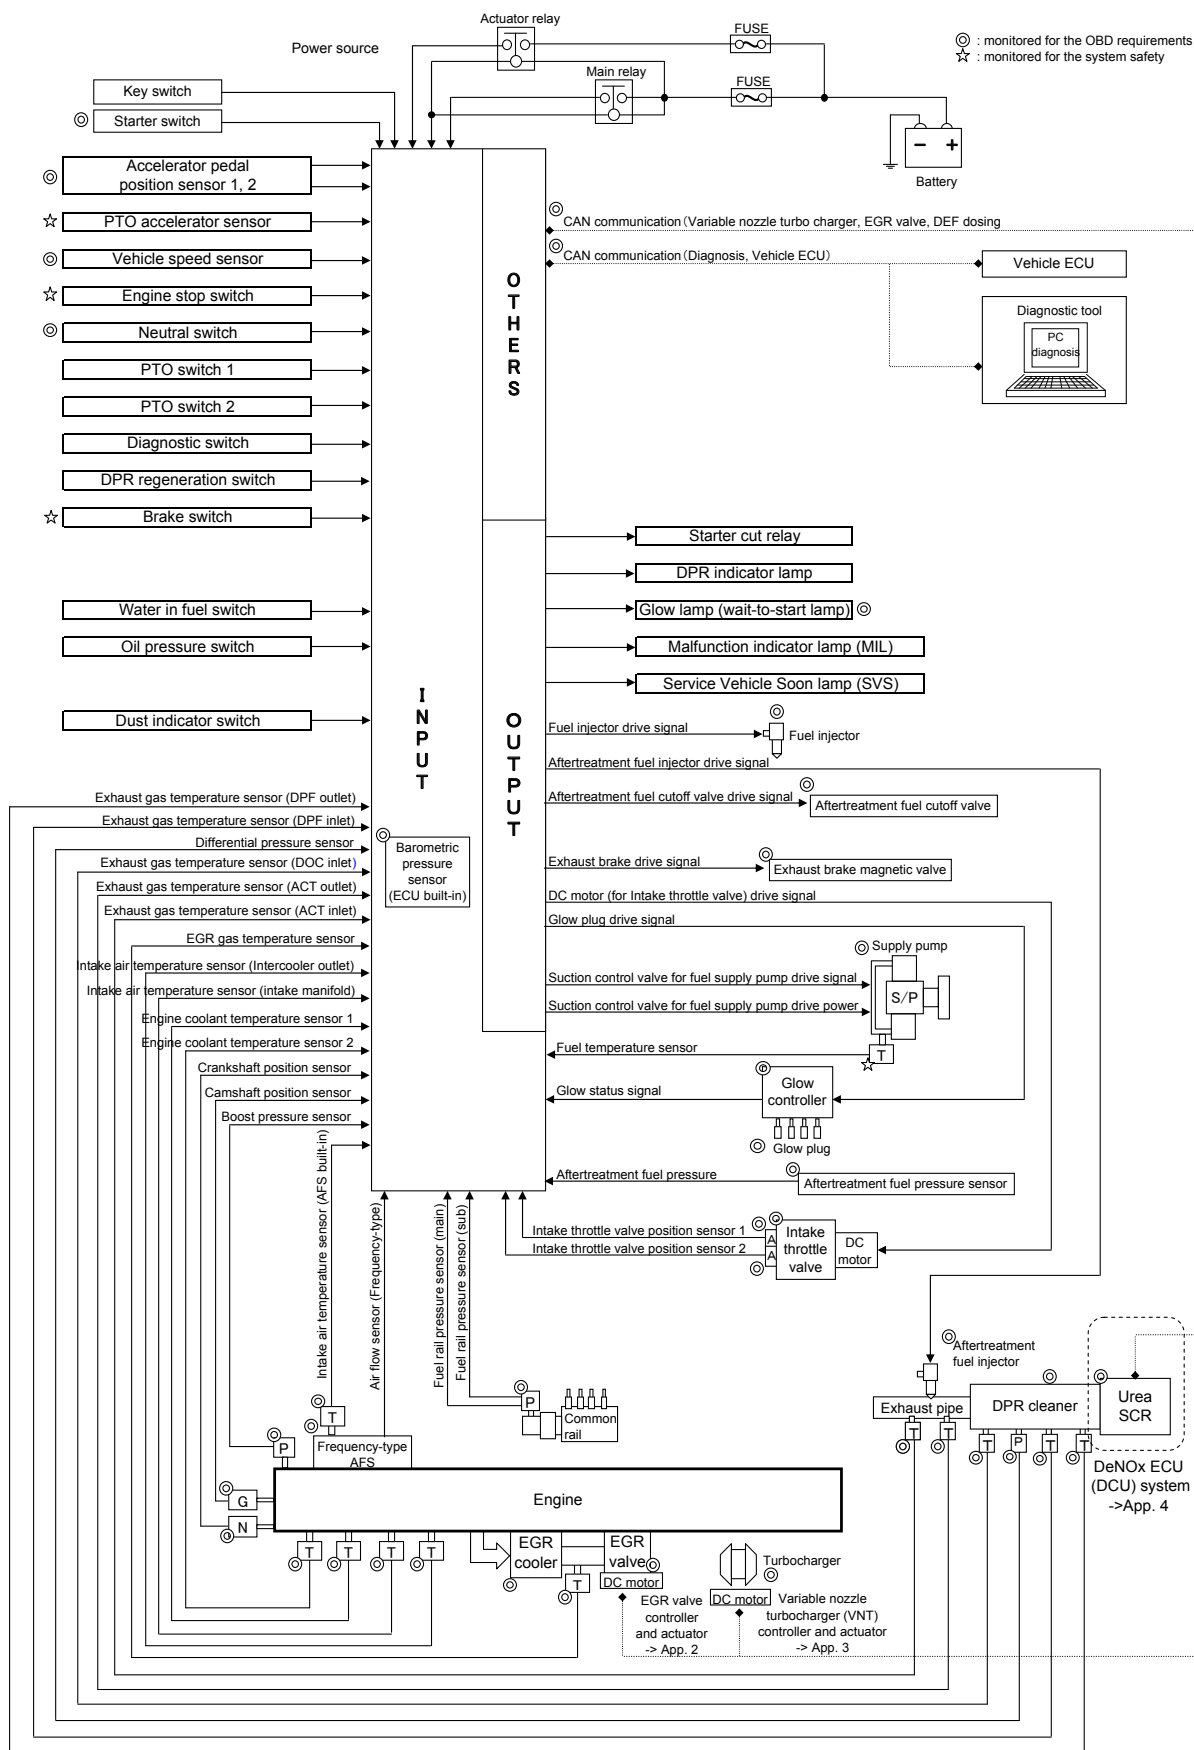 Actuator relay
FUSE
◎ : monitored for the OBD requirements
☆ : monitored for the system safety
Power source
Main relay
FUSE
Key switch
Starter switch
− +
Battery
Accelerator pedal
position sensor 1, 2
PTO accelerator sensor
Vehicle speed sensor
Engine stop switch
Neutral switch
PTO switch 1
PTO switch 2
Diagnostic switch
DPR regeneration switch
Brake switch
Water in fuel switch
Oil pressure switch
Dust indicator switch
OTHERS
INPUT
OUTPUT
CAN communication (Variable nozzle turbo charger, EGR valve, DEF dosing
CAN communication (Diagnosis, Vehicle ECU)
Vehicle ECU
Diagnostic tool
PC
diagnosis
Starter cut relay
DPR indicator lamp
Glow lamp (wait-to-start lamp)
Malfunction indicator lamp (MIL)
Service Vehicle Soon lamp (SVS)
Fuel injector drive signal
Fuel injector
Aftertreatment fuel injector drive signal
Aftertreatment fuel cutoff valve drive signal
Aftertreatment fuel cutoff valve
Exhaust brake drive signal
Exhaust brake magnetic valve
DC motor (for Intake throttle valve) drive signal
Glow plug drive signal
Supply pump
Suction control valve for fuel supply pump drive signal
S/P
Suction control valve for fuel supply pump drive power
Fuel temperature sensor
T
Glow status signal
Glow
controller
Glow plug
Aftertreatment fuel pressure
Aftertreatment fuel pressure sensor
Intake throttle valve position sensor 1
Intake throttle valve position sensor 2
A
A
Intake
throttle
valve
DC
motor
Exhaust gas temperature sensor (DPF outlet)
Exhaust gas temperature sensor (DPF inlet)
Differential pressure sensor
Exhaust gas temperature sensor (DOC inlet)
Exhaust gas temperature sensor (ACT outlet)
Exhaust gas temperature sensor (ACT inlet)
EGR gas temperature sensor
Intake air temperature sensor (Intercooler outlet)
Intake air temperature sensor (intake manifold)
Engine coolant temperature sensor 1
Engine coolant temperature sensor 2
Crankshaft position sensor
Camshaft position sensor
Boost pressure sensor
Barometric
pressure
sensor
(ECU built-in)
Intake air temperature sensor (AFS built-in)
Air flow sensor (Frequency-type)
Fuel rail pressure sensor (main)
Fuel rail pressure sensor (sub)
Aftertreatment
fuel injector
P
Common
rail
Exhaust pipe
DPR cleaner
Urea
SCR
T
T
T
P
T
T
DeNOx ECU
(DCU) system
->App. 4
T
P
Frequency-type
AFS
G
N
Engine
T
T
T
T
EGR
cooler
T
EGR
valve
DC motor
EGR valve
controller
and actuator
-> App. 2
Turbocharger
DC motor
Variable nozzle
turbocharger (VNT)
controller and actuator
-> App. 3